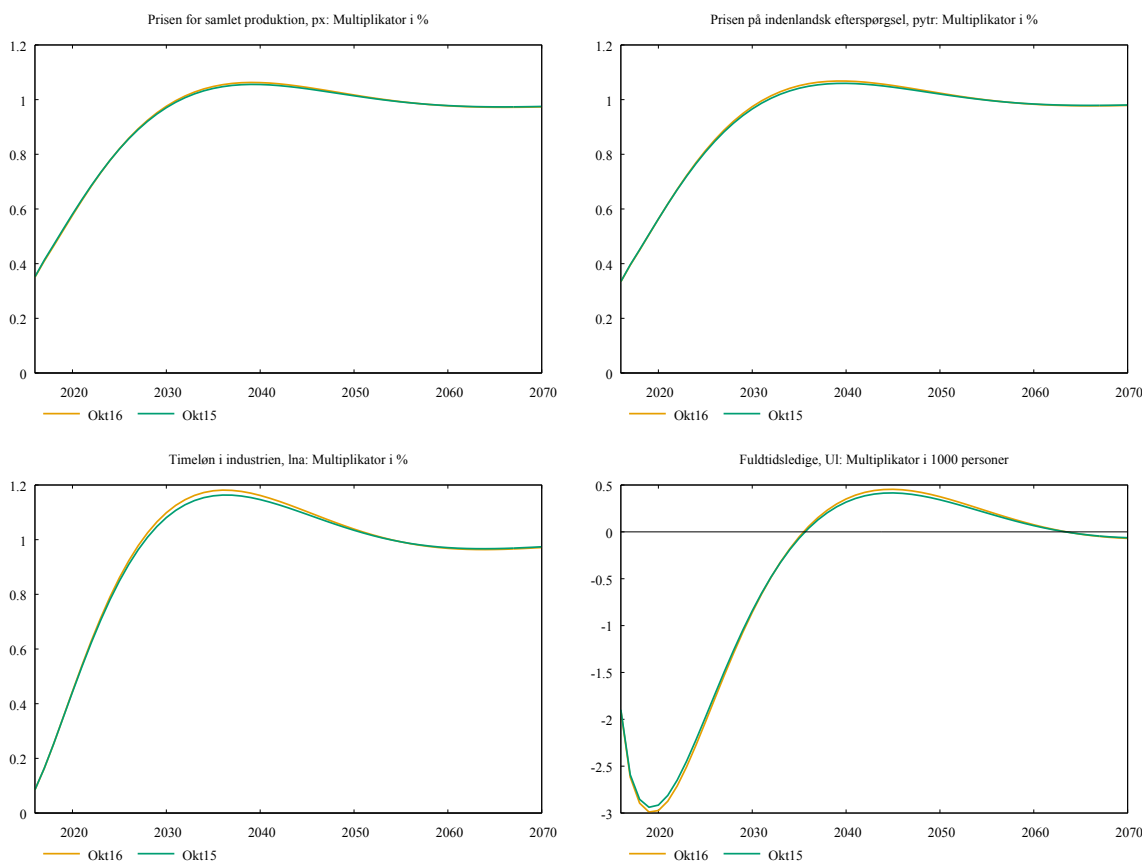 Prisen for samlet produktion, px: Multiplikator i %
1.2
1
0.8
0.6
0.4
0.2
0
2020 2030 2040 2050 2060 2070
Okt16 Okt15
Prisen på indenlandsk efterspørgsel, pytr: Multiplikator i %
1.2
1
0.8
0.6
0.4
0.2
0
2020 2030 2040 2050 2060 2070
Okt16 Okt15
Timeløn i industrien, lna: Multiplikator i %
1.2
1
0.8
0.6
0.4
0.2
0
2020 2030 2040 2050 2060 2070
Okt16 Okt15
Fuldtidsledige, Ul: Multiplikator i 1000 personer
0.5
0
-0.5
-1
-1.5
-2
-2.5
-3
2020 2030 2040 2050 2060 2070
Okt16 Okt15